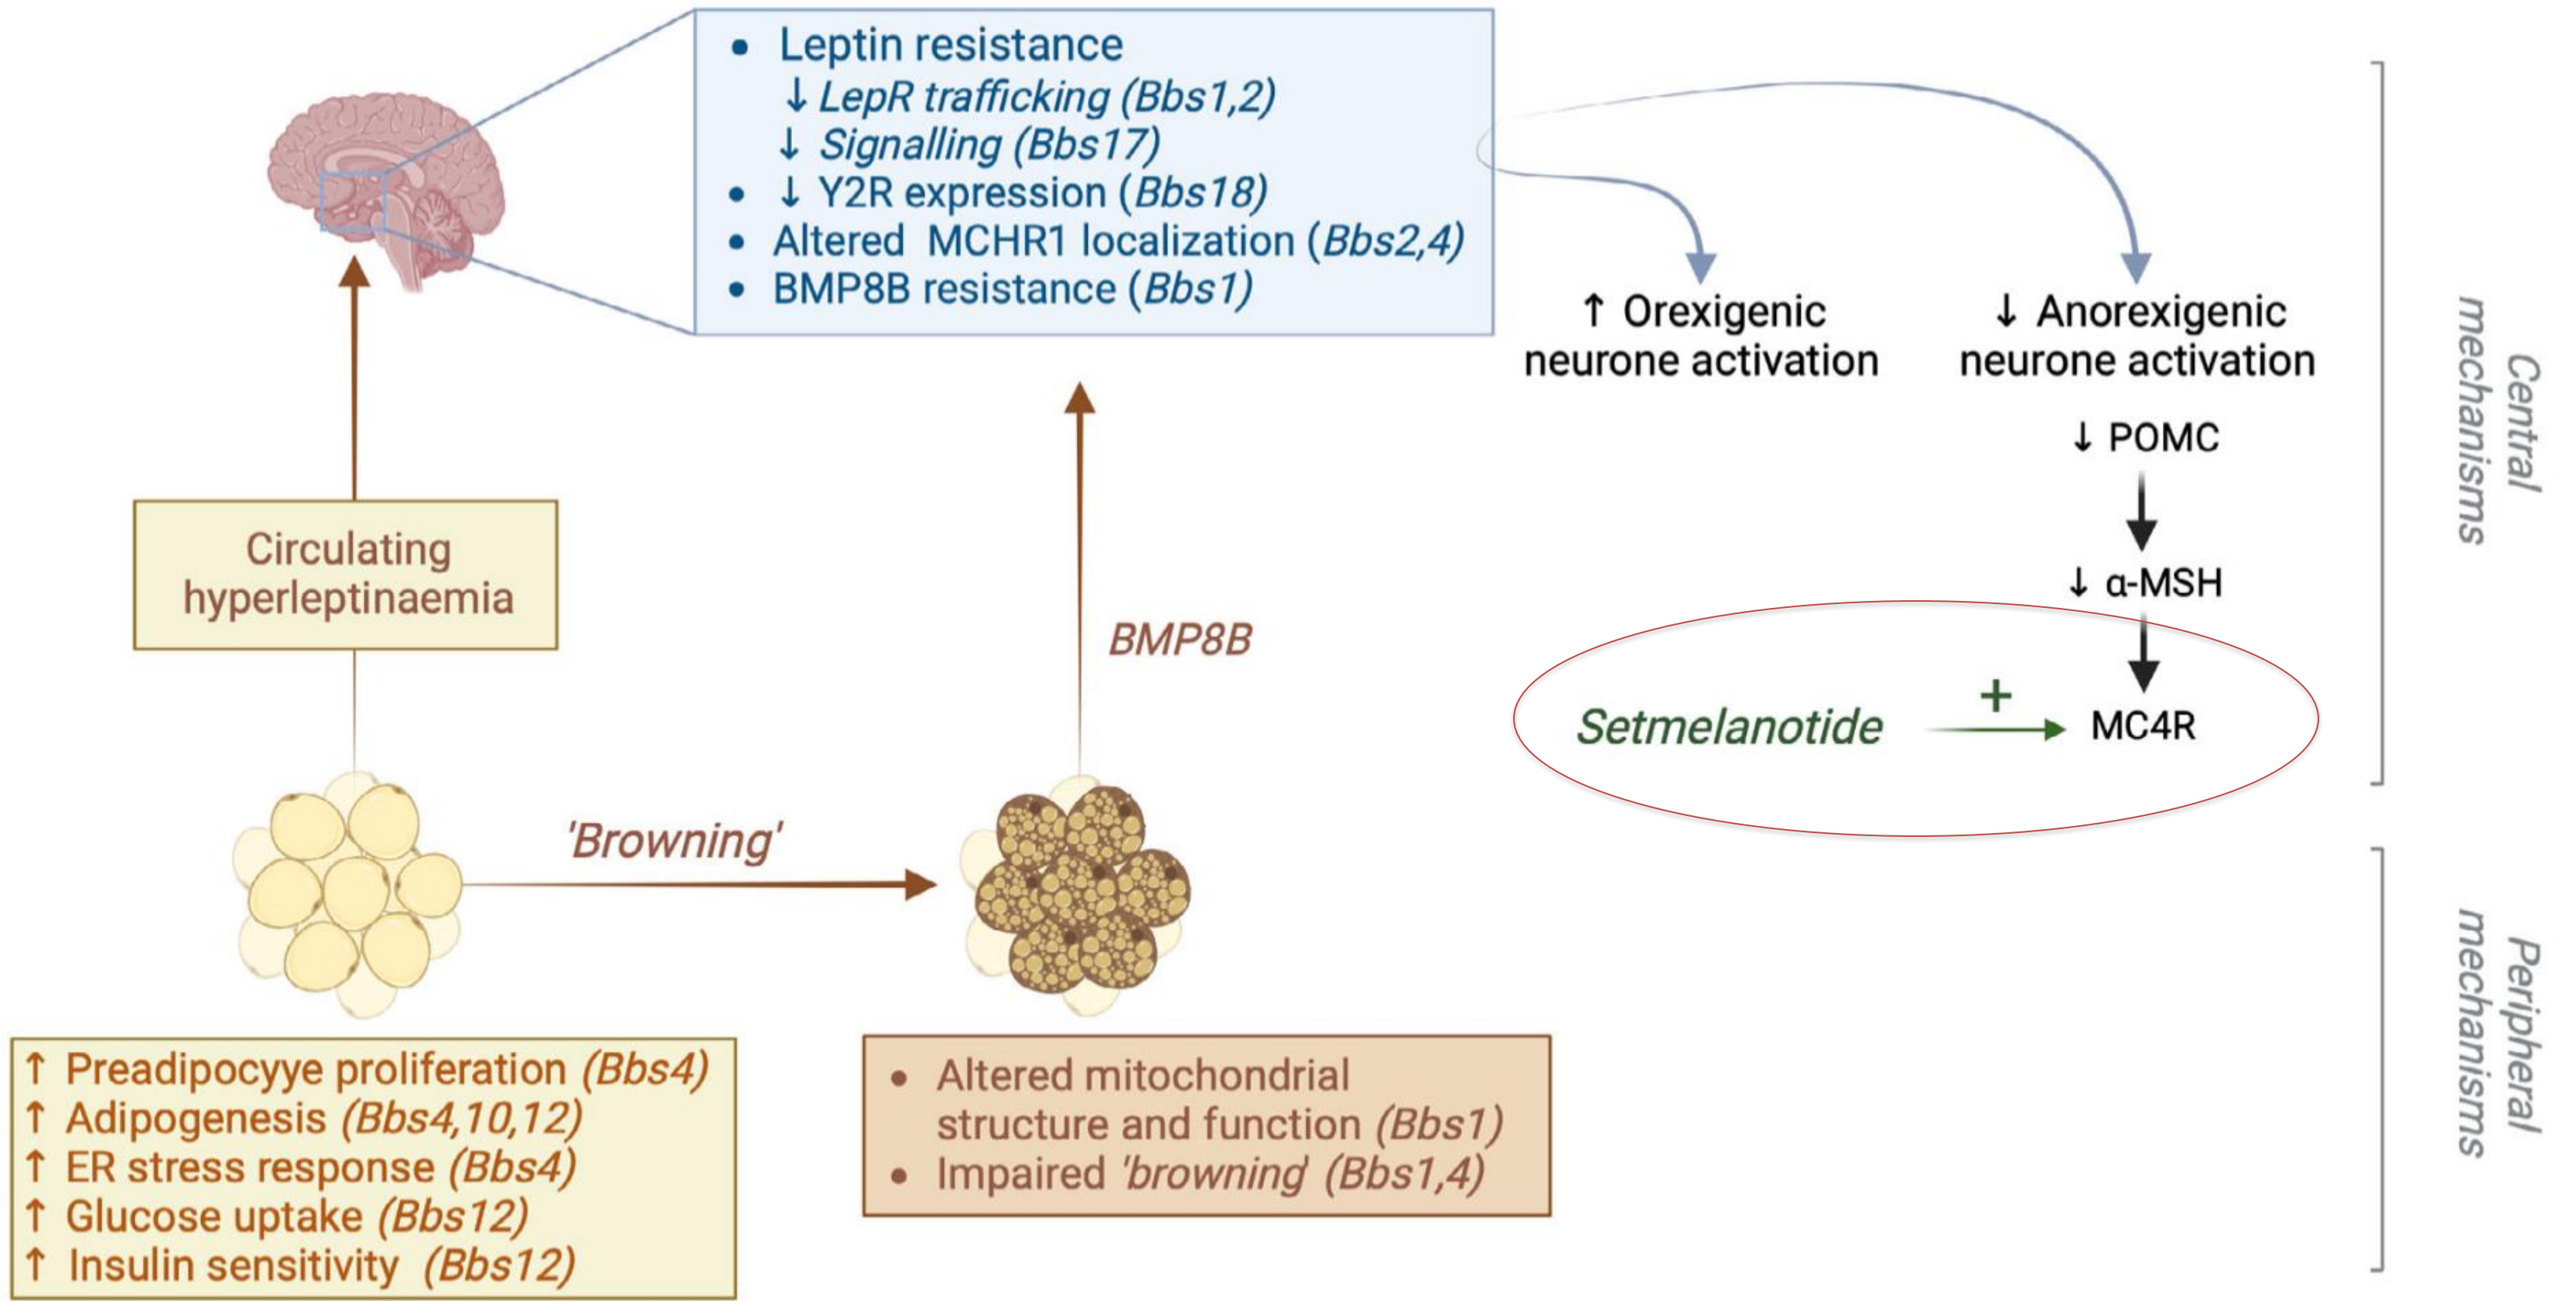 • Leptin resistance
↓ LepR trafficking (Bbs1,2)
↓ Signalling (Bbs17)
• ↓ Y2R expression (Bbs18)
• Altered MCHR1 localization (Bbs2,4)
• BMP8B resistance (Bbs1)
↑ Orexigenic
neurone activation
↓ Anorexigenic
neurone activation
↓ POMC
↓ α-MSH
Setmelanotide
+
MC4R
Central
mechanisms
Circulating
hyperleptinaemia
BMP8B
'Browning'
↑ Preadipocyye proliferation (Bbs4)
↑ Adipogenesis (Bbs4,10,12)
↑ ER stress response (Bbs4)
↑ Glucose uptake (Bbs12)
↑ Insulin sensitivity (Bbs12)
• Altered mitochondrial
structure and function (Bbs1)
• Impaired 'browning' (Bbs1,4)
Peripheral
mechanisms